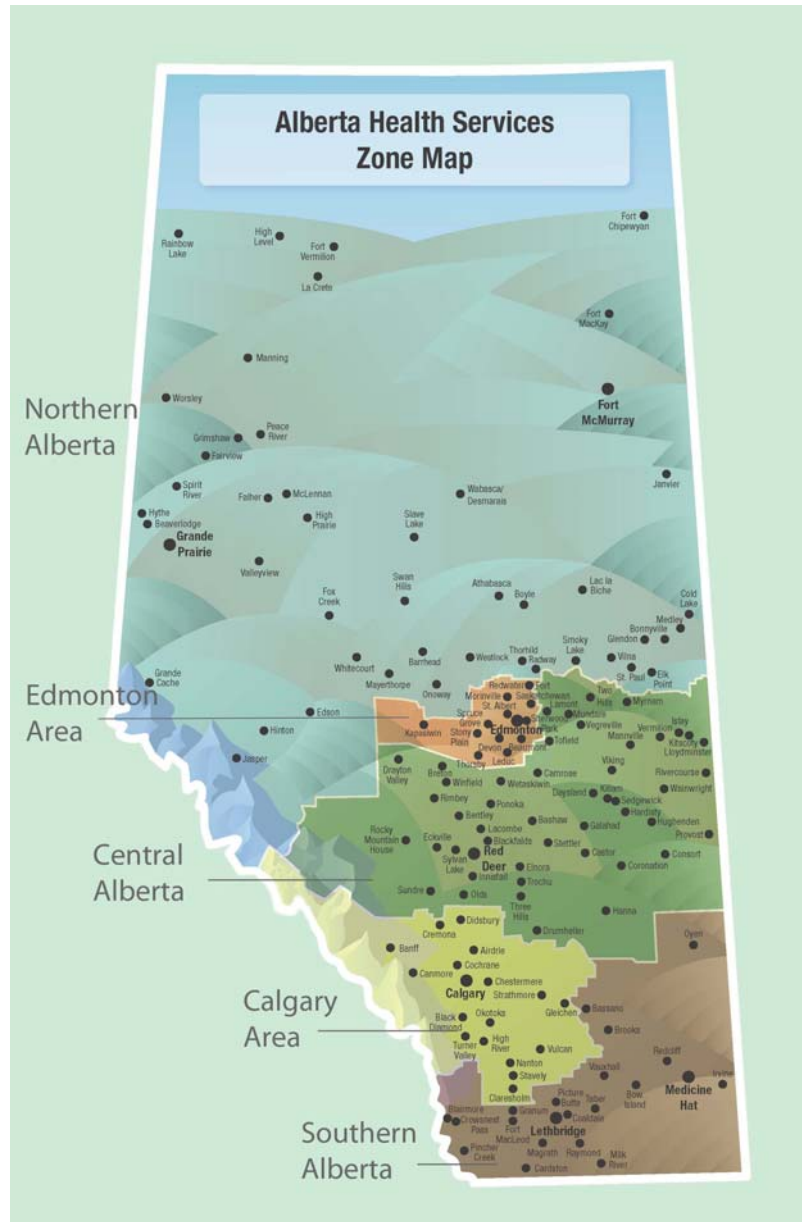 Alberta Health Services
Zone Map
Fort
Chipewyan
Rainbow
Lake
High
Level
Fort
Vermilion
La Crete
Fort
MacKay
Manning
Worsley
Fort
McMurray
Northern
Alberta
Grimshaw
Peace
River
Fairview
Janvier
Spirit
River
Falher
McLennan
Wabasca/
Desmarais
Hythe
Beaverlodge
High
Prairie
Slave
Lake
Grande
Prairie
Valleyview
Fox
Creek
Swan
Hills
Athabasca
Boyle
Lac la
Biche
Cold
Lake
Medley
Bonnyville
Glendon
Whitecourt
Barrhead
Westlock
Thorhild
Radway
Smoky
Lake
Vilna
St. Paul
Elk
Point
Mayerthorpe
Onoway
Grande
Cache
Edmonton
Area
Edson
Hinton
Jasper
Redwater
Fort
Saskatchewan
Morinville
St. Albert
Lamont
Two
Hills
Myrnam
Kapasiwin
Spruce
Grove
Stony
Plain
Edmonton
Sherwood
Park
Mundare
Vegreville
Islay
Vermilion
Kitscoty
Lloydminster
Mannville
Devon
Beaumont
Tofield
Thorsby
Leduc
Drayton
Valley
Breton
Winfield
Wetaskiwin
Camrose
Viking
Rivercourse
Rimbey
Ponoka
Daysland
Killam
Sedgewick
Wainwright
Bentley
Bashaw
Hardisty
Hughenden
Rocky
Mountain
House
Lacombe
Blackfalds
Galahad
Provost
Eckville
Sylvan
Lake
Red
Deer
Stettler
Castor
Consort
Coronation
Central
Alberta
Innisfail
Elnora
Trochu
Sundre
Olds
Three
Hills
Hanna
Didsbury
Cremona
Drumheller
Oyen
Banff
Airdrie
Cochrane
Canmore
Calgary
Chestermere
Strathmore
Calgary
Area
Gleichen
Bassano
Black
Diamond
Okotoks
Brooks
Turner
Valley
High
River
Vulcan
Nanton
Stavely
Vauxhall
Redcliff
Medicine
Hat
Irvine
Bow
Island
Claresholm
Picture
Butte
Taber
Blairmore
Crowsnest
Pass
Granum
Coaldale
Fort
MacLeod
Lethbridge
Southern
Alberta
Pincher
Creek
Magrath
Raymond
Milk
River
Cardston